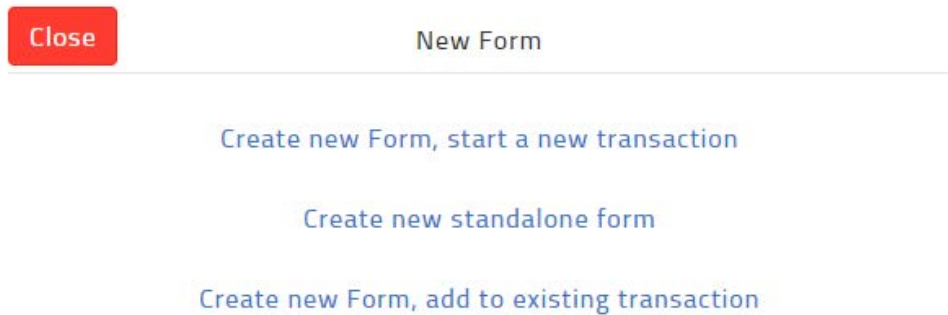 Close
New Form
Create new Form, start a new transaction
Create new standalone form
Create new Form, add to existing transaction